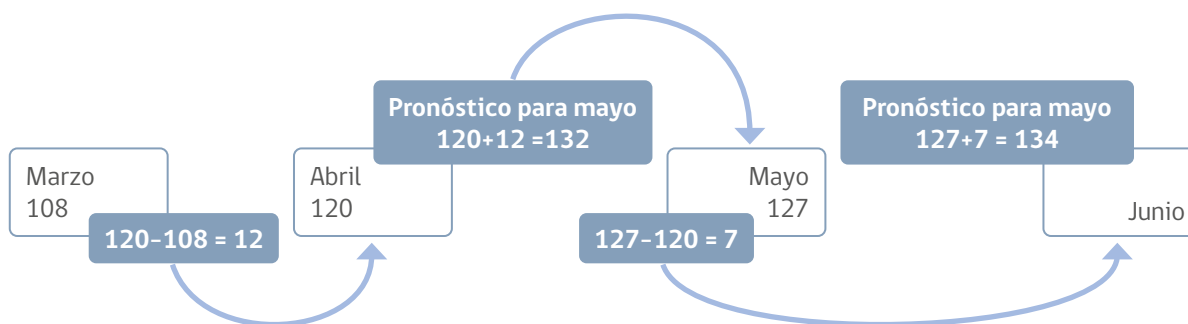 Marzo
108
120-108 = 12
Abril
120
Pronóstico para mayo
120+12 =132
Mayo
127
127-120 = 7
Pronóstico para mayo
127+7 = 134
Junio